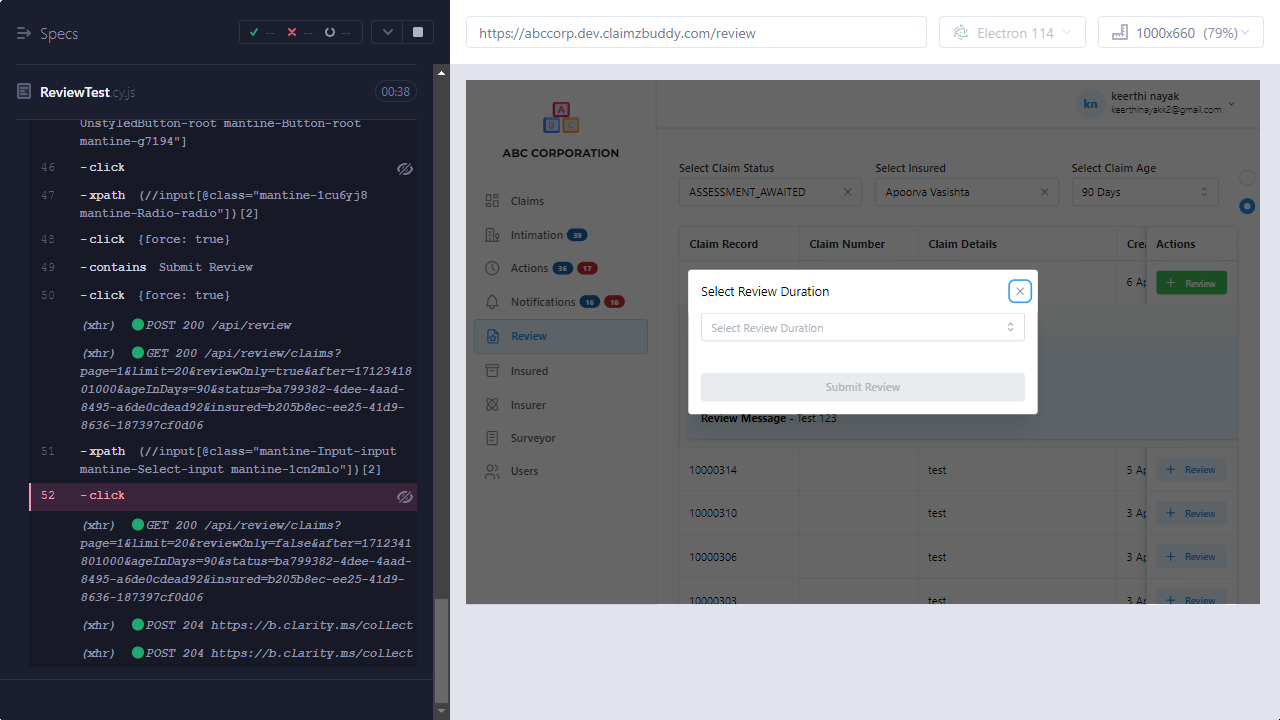 Specs
--
--
--
ReviewTest.cy.js
00:38
UnstyledButton-root mantine-Button-root
mantine-g7194"]
46 -click
47 -xpath (//input[@class="mantine-1cu6yj8
mantine-Radio-radio"])[2]
48 -click {force: true}
49 -contains Submit Review
50 -click {force: true}
(xhr) POST 200 /api/review
(xhr) GET 200 /api/review/claims?
page=1&limit=20&reviewOnly=true&after=17123418
01000&ageInDays=90&status=ba799382-4dee-4aad-
8495-a6de0cdead92&insured=b205b8ec-ee25-41d9-
8636-187397cf0d06
51 -xpath (//input[@class="mantine-Input-input
mantine-Select-input mantine-1cn2mlo"])[2]
52 -click
(xhr) GET 200 /api/review/claims?
page=1&limit=20&reviewOnly=false&after=1712341
801000&ageInDays=90&status=ba799382-4dee-4aad-
8495-a6de0cdead92&insured=b205b8ec-ee25-41d9-
8636-187397cf0d06
(xhr) POST 204 https://b.clarity.ms/collect
(xhr) POST 204 https://b.clarity.ms/collect
https://abccorp.dev.claimzbuddy.com/review
Electron 114
1000x660 (79%)
A
B C
ABC CORPORATION
Claims
Intimation 39
Actions 36 17
Notifications 16 16
Review
Insured
Insurer
Surveyor
Users
kn
keerthi nayak
keerthinayakk2@gmail.com
Select Claim Status
Select Insured
Select Claim Age
ASSESSMENT_AWAITED
Apoorva Vasishta
90 Days
Claim Record Claim Number Claim Details Crea Actions
6 Ap
Review
Select Review Duration
Select Review Duration
Submit Review
Review Message - Test 123
10000314 test 5 Ap Review
10000310 test 3 Ap Review
10000306 test 3 Ap Review
10000303 test 3 Ap Review